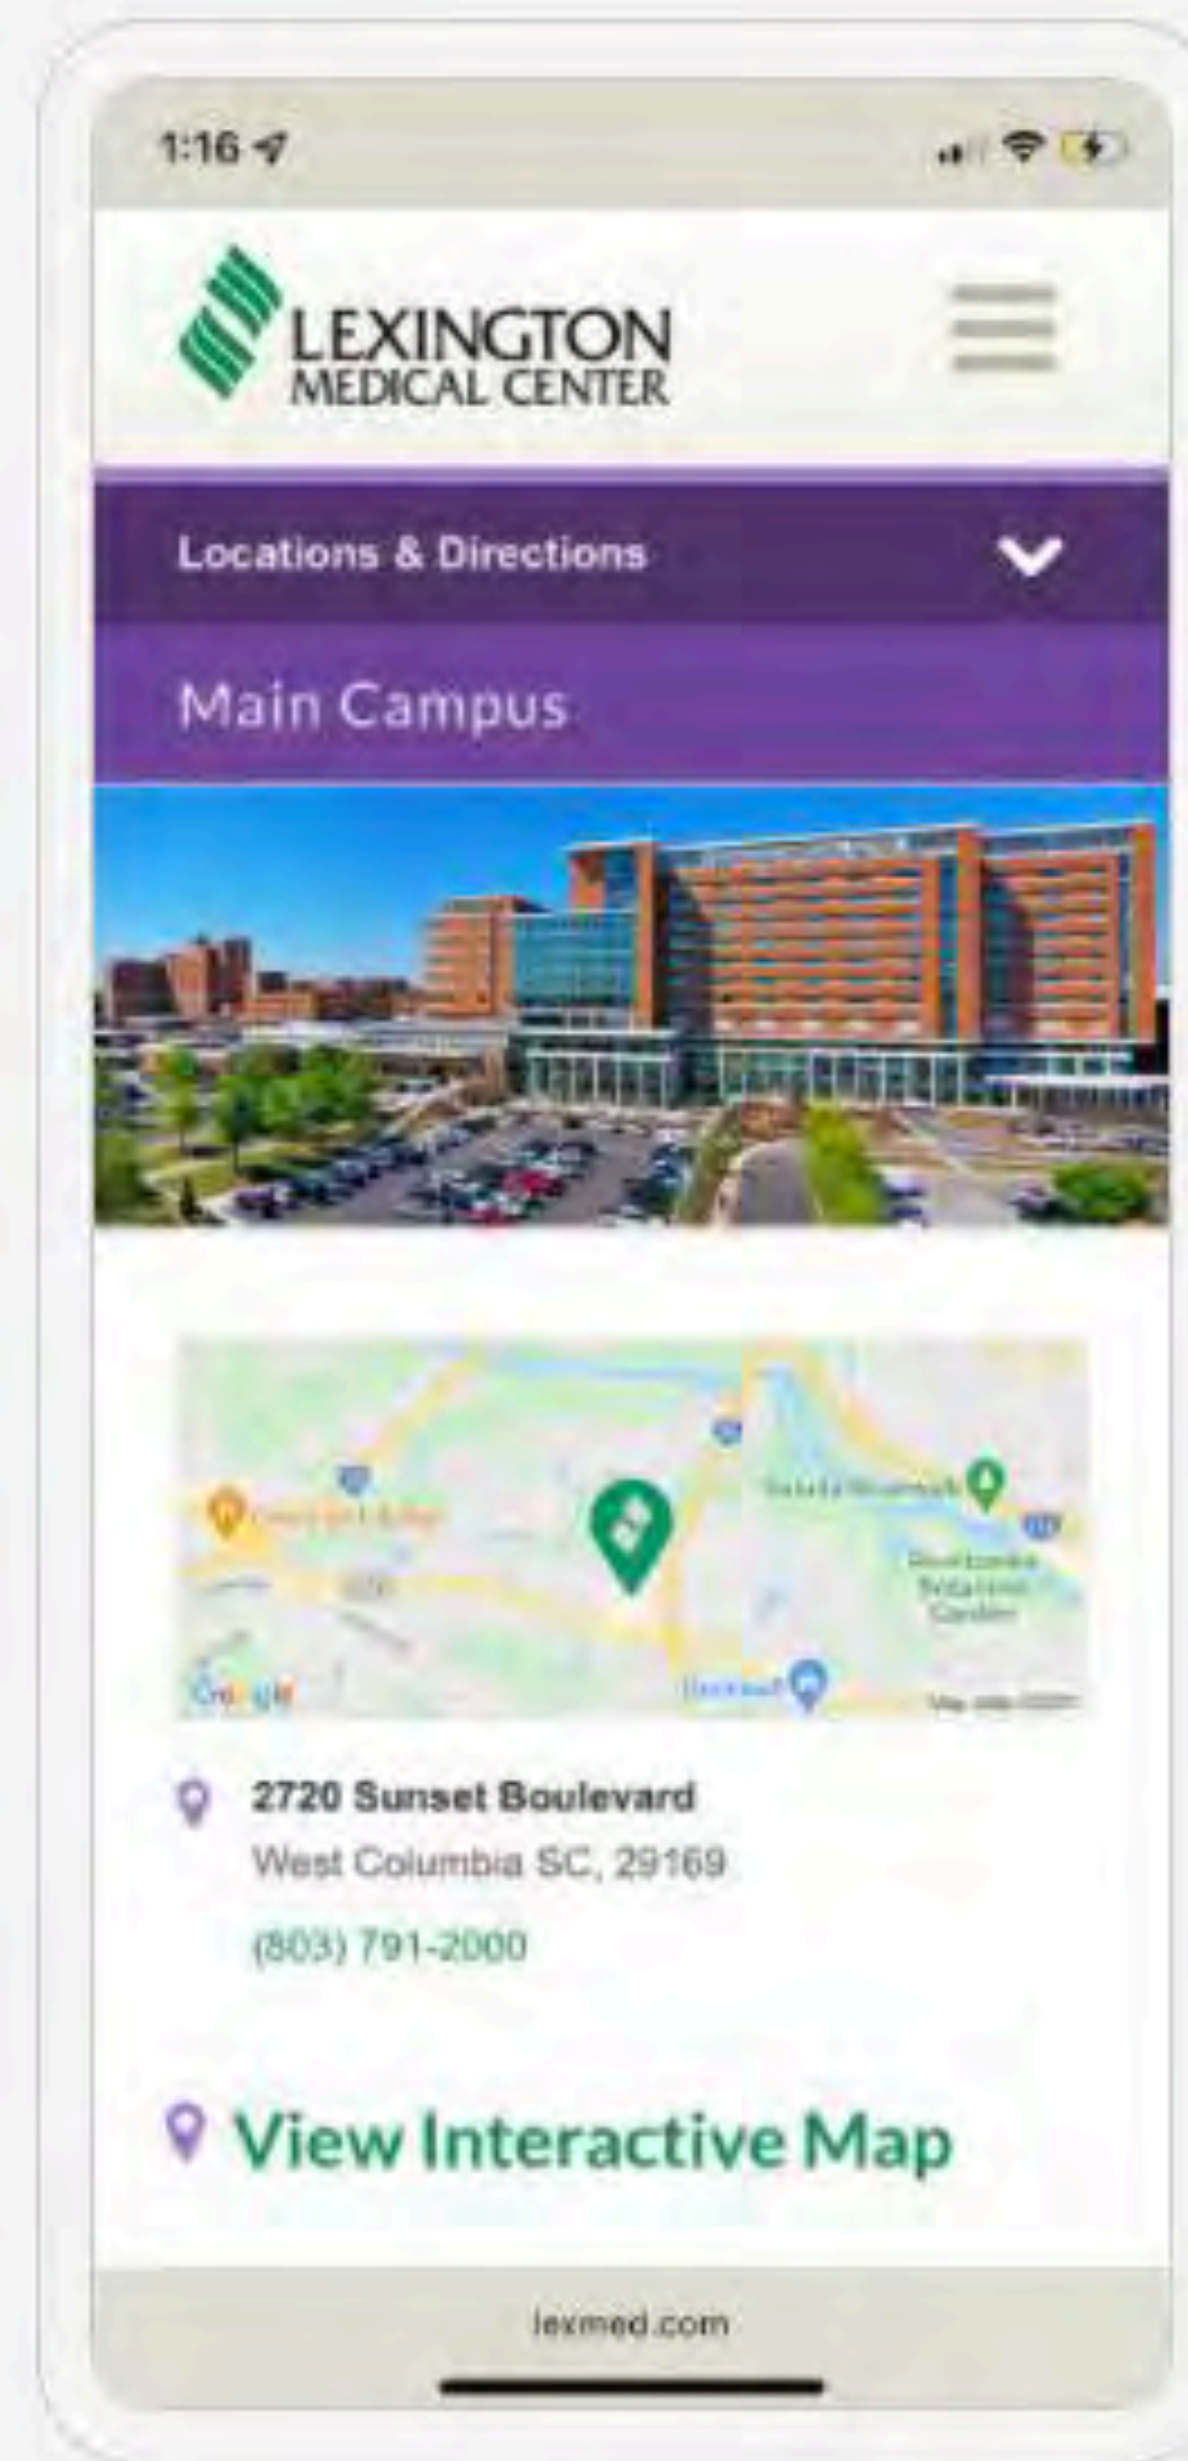 1:16
LEXINGTON
MEDICAL CENTER
Locations & Directions
Main Campus
Google
2720 Sunset Boulevard
West Columbia SC, 29169
(803) 791-2000
View Interactive Map
lexmed.com